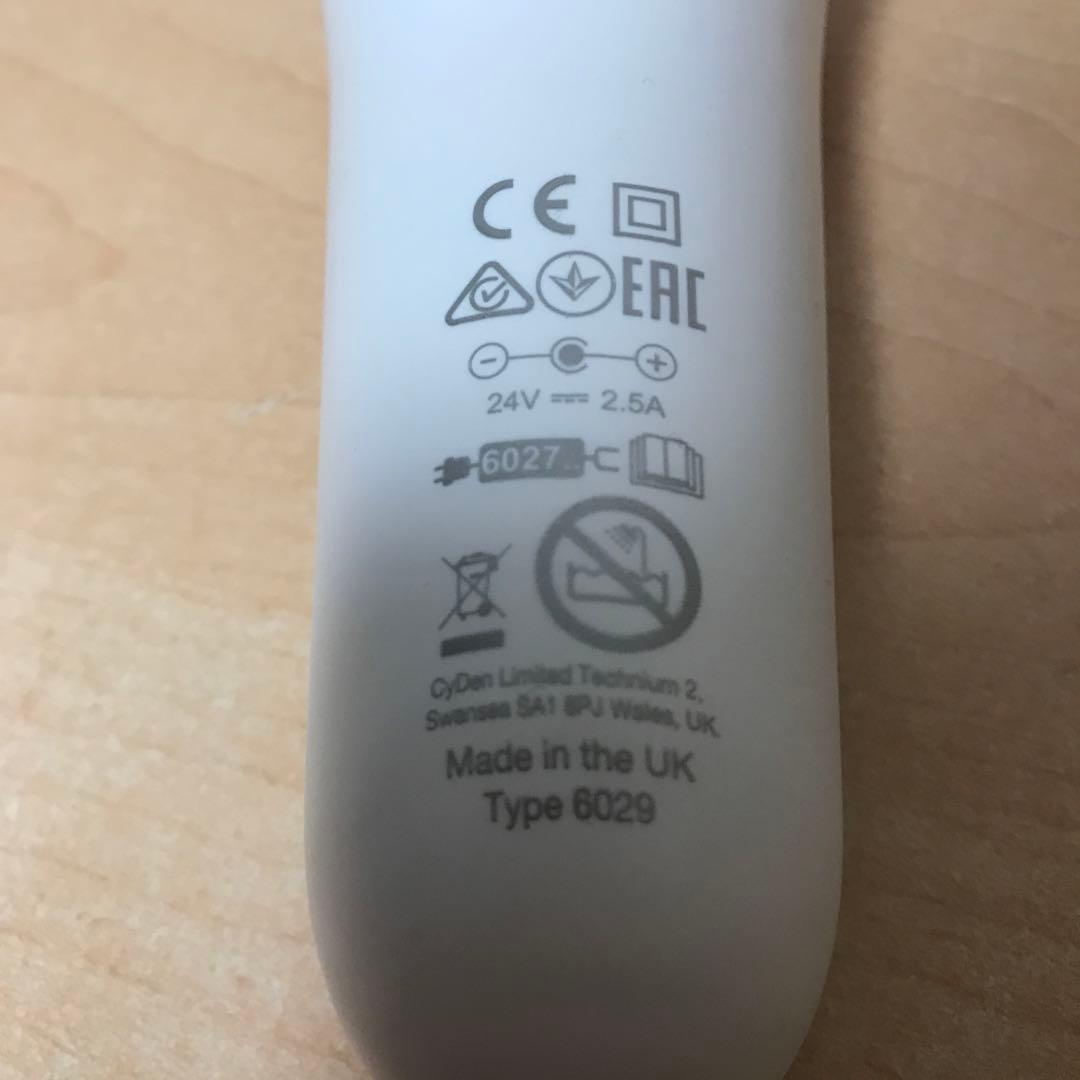 CE
EAC
24V ⎓ 2.5A
6027..
CyDen Limited Technium 2,
Swansea SA1 8PJ Wales, UK.
Made in the UK
Type 6029